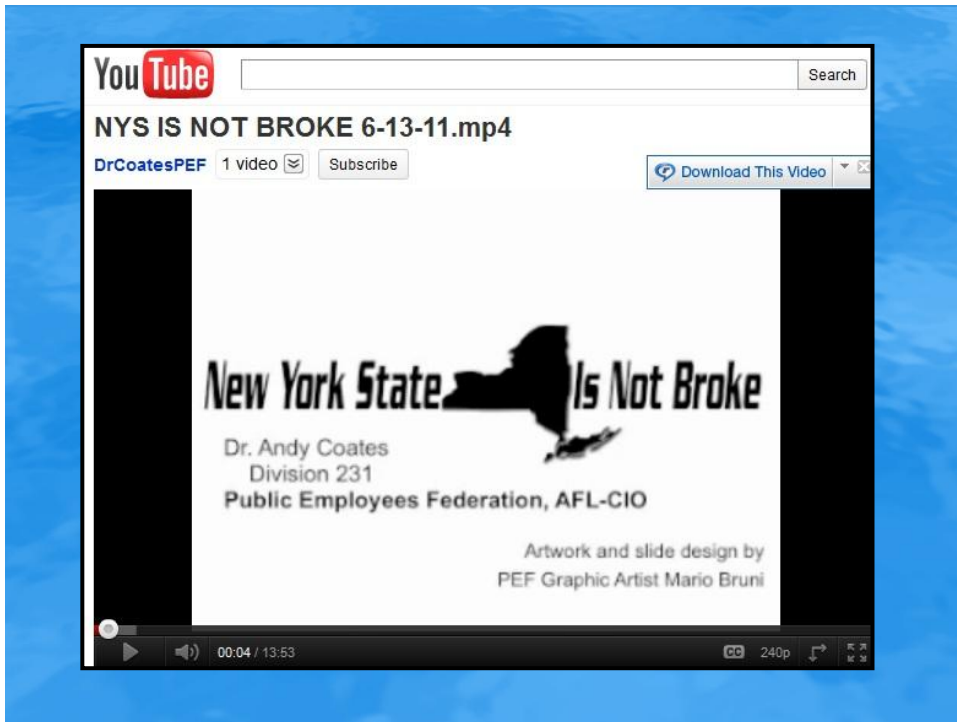 You Tube
Search
NYS IS NOT BROKE 6-13-11.mp4
DrCoatesPEF 1 video Subscribe
Download This Video
New York State Is Not Broke
Dr. Andy Coates
Division 231
Public Employees Federation, AFL-CIO
Artwork and slide design by
PEF Graphic Artist Mario Bruni
00:04 / 13:53 CC 240p